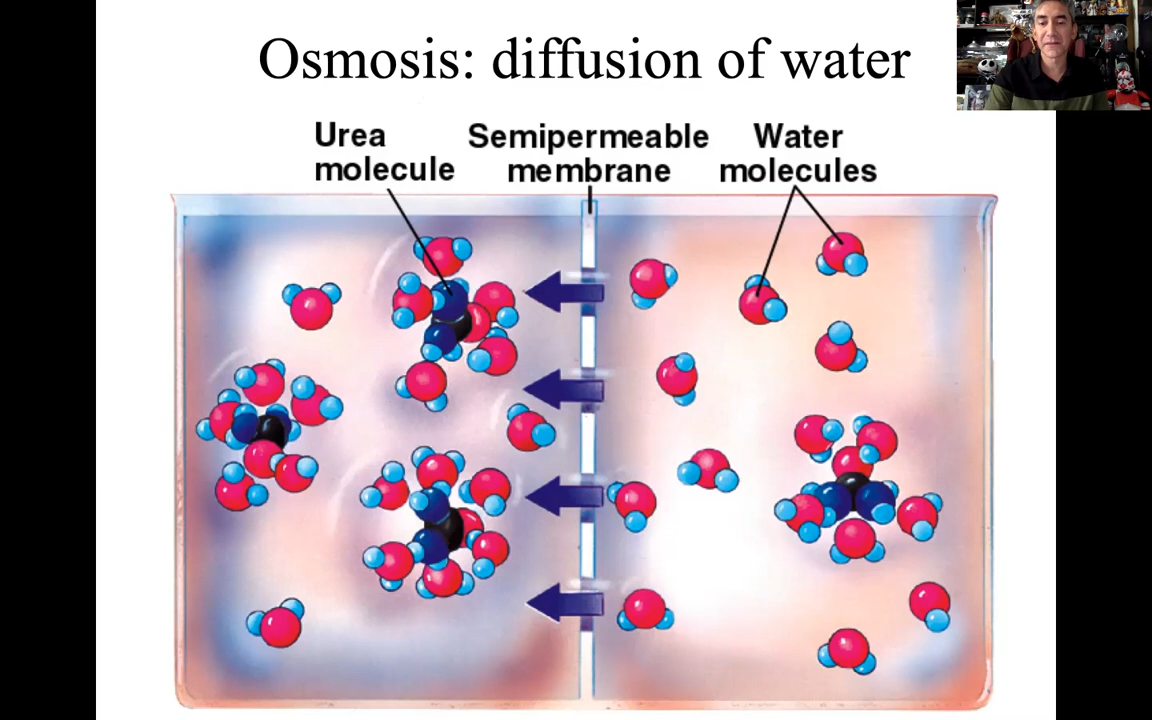 Osmosis: diffusion of water
Urea
molecule
Semipermeable
membrane
Water
molecules